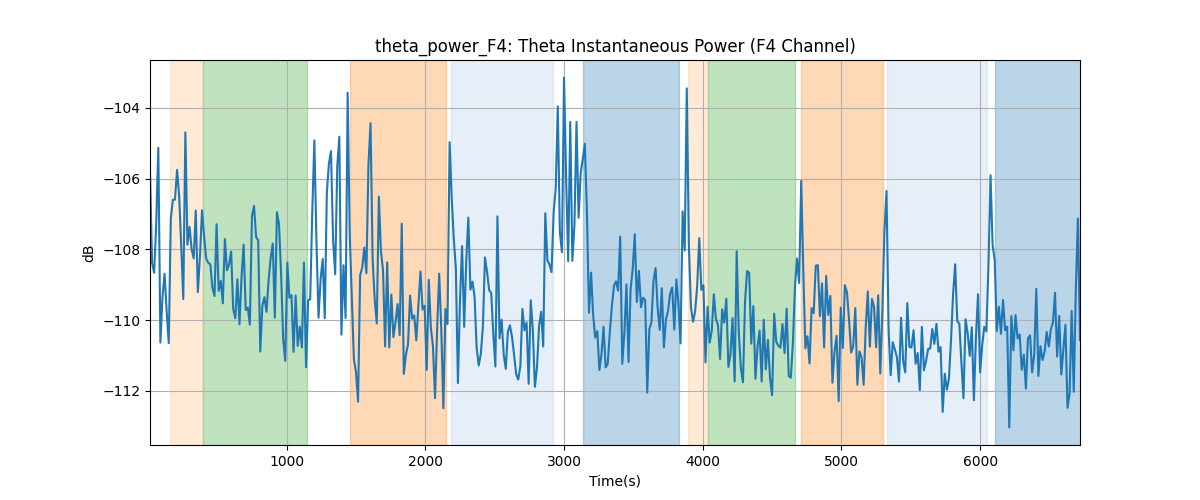 theta_power_F4: Theta Instantaneous Power (F4 Channel)
dB
−104
−106
−108
−110
−112
1000 2000 3000 4000 5000 6000
Time(s)